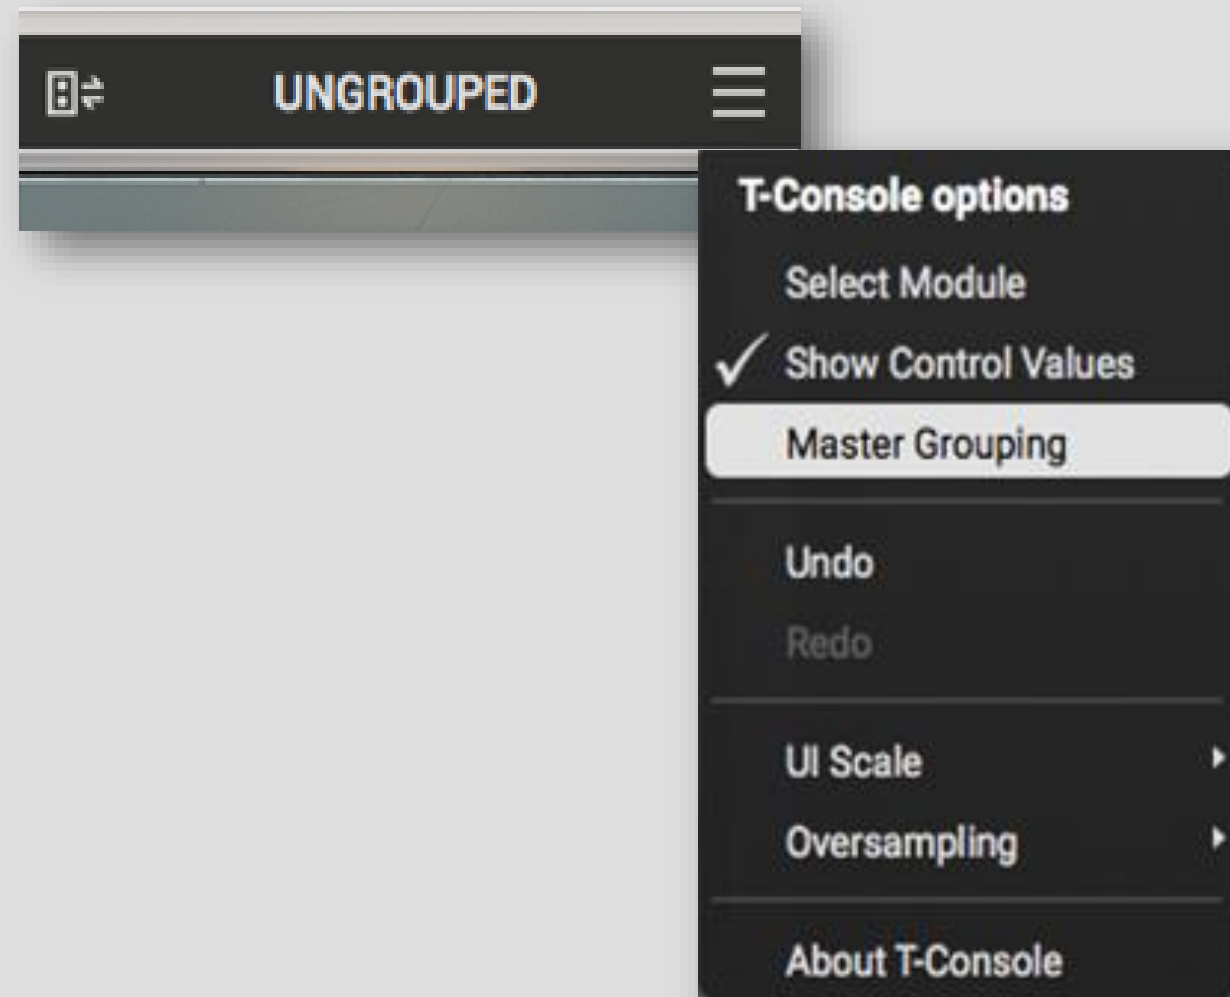 UNGROUPED
T-Console options
Select Module
Show Control Values
Master Grouping
Undo
Redo
UI Scale
Oversampling
About T-Console